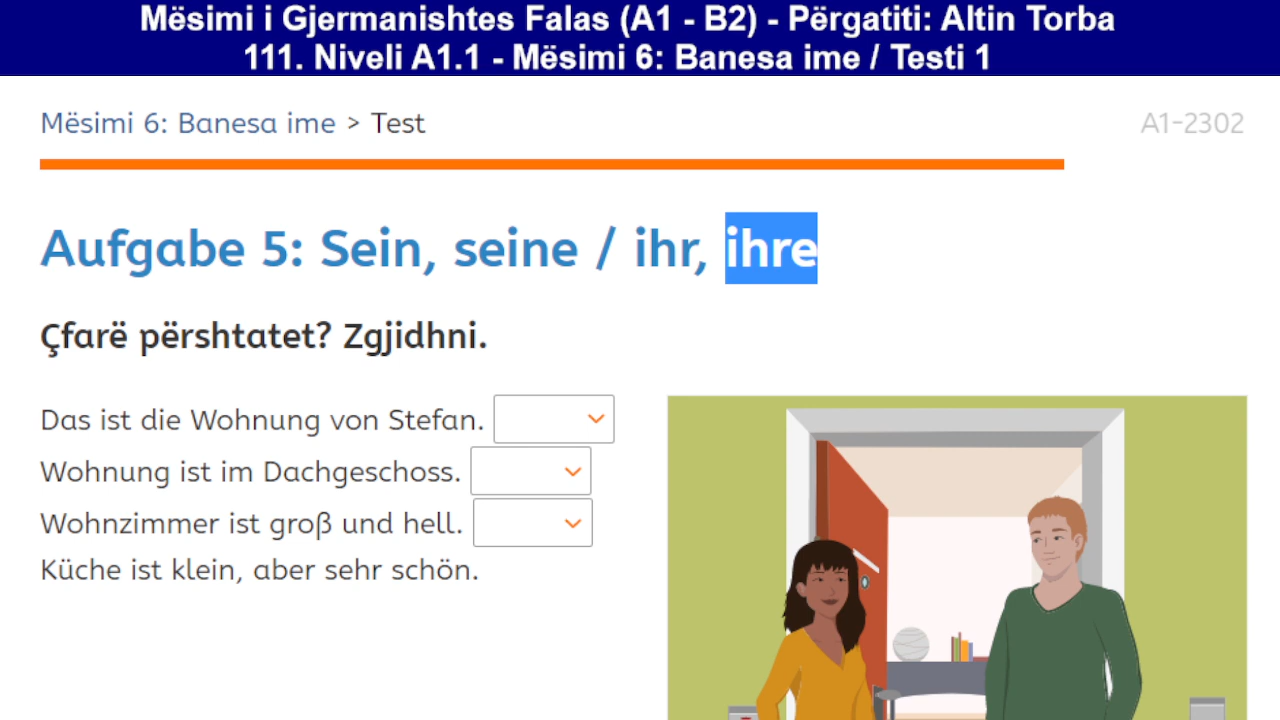 Mësimi i Gjermanishtes Falas (A1 - B2) - Përgatiti: Altin Torba
111. Niveli A1.1 - Mësimi 6: Banesa ime / Testi 1
Mësimi 6: Banesa ime > Test
A1-2302
Aufgabe 5: Sein, seine / ihr, ihre
Çfarë përshtatet? Zgjidhni.
Das ist die Wohnung von Stefan.
Wohnung ist im Dachgeschoss.
Wohnzimmer ist groß und hell.
Küche ist klein, aber sehr schön.